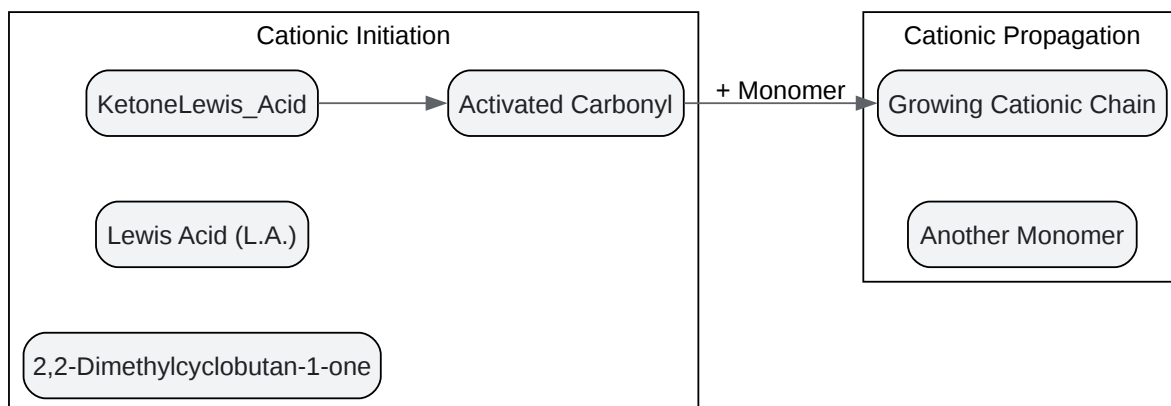 Cationic Initiation
KetoneLewis_Acid
Activated Carbonyl
Lewis Acid (L.A.)
2,2-Dimethylcyclobutan-1-one
+ Monomer
Cationic Propagation
Growing Cationic Chain
Another Monomer